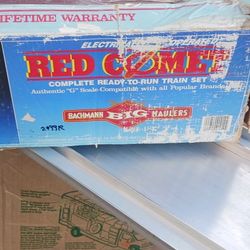 LIFETIME WARRANTY
RED COMET
COMPLETE READY-TO-RUN TRAIN SET
Authentic "G" Scale-Compatible with all Popular Brands
BACHMANN BIG HAULERS